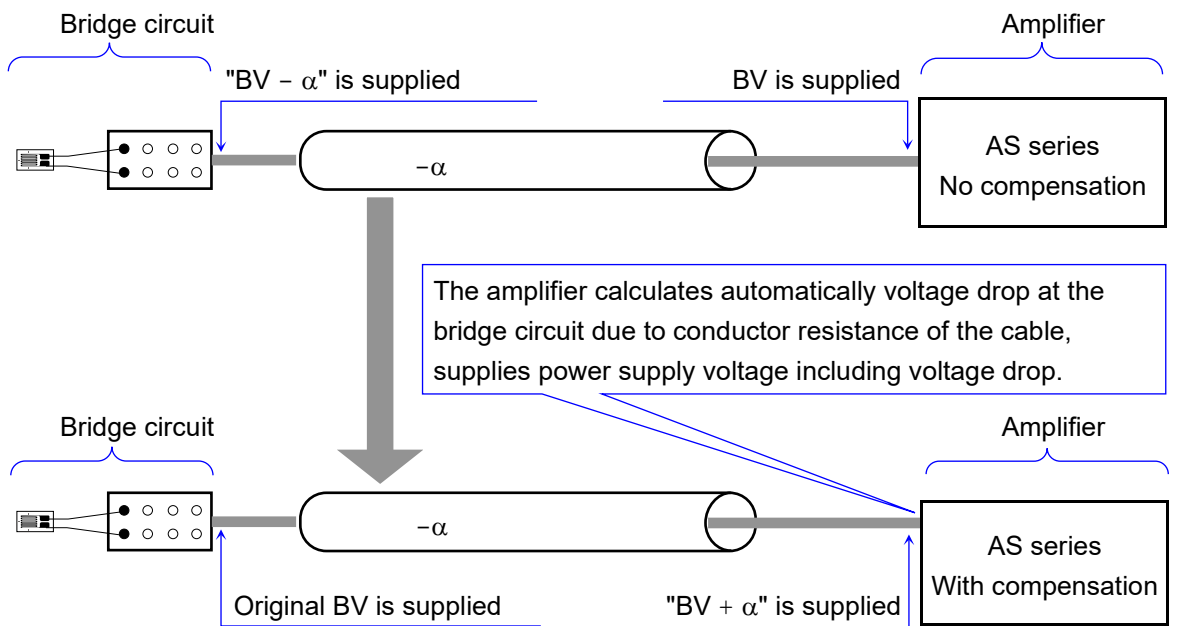 Bridge circuit
Amplifier
"BV − α" is supplied
BV is supplied
−α
AS series
No compensation
The amplifier calculates automatically voltage drop at the
bridge circuit due to conductor resistance of the cable,
supplies power supply voltage including voltage drop.
Bridge circuit
Amplifier
−α
AS series
With compensation
Original BV is supplied
"BV + α" is supplied